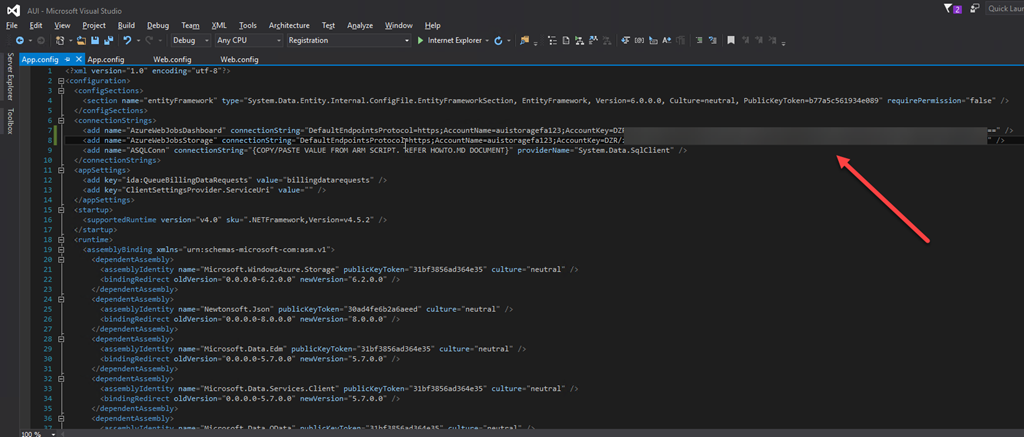 AUI - Microsoft Visual Studio
2
Quick Laun
File Edit View Project Build Debug Team XML Tools Architecture Test Analyze Window Help
Debug Any CPU Registration Internet Explorer
App.config App.config Web.config Web.config
Server Explorer
Toolbox
1 <?xml version="1.0" encoding="utf-8"?>
2 <configuration>
3 <configSections>
4 <section name="entityFramework" type="System.Data.Entity.Internal.ConfigFile.EntityFrameworkSection, EntityFramework, Version=6.0.0.0, Culture=neutral, PublicKeyToken=b77a5c561934e089" requirePermission="false" />
5 </configSections>
6 <connectionStrings>
7 <add name="AzureWebJobsDashboard" connectionString="DefaultEndpointsProtocol=https;AccountName=auistoragefa123;AccountKey=DZR ==" />
8 <add name="AzureWebJobsStorage" connectionString="DefaultEndpointsProtocol=https;AccountName=auistoragefa123;AccountKey=DZR/
9 <add name="ASQLConn" connectionString="{COPY/PASTE VALUE FROM ARM SCRIPT. REFER HOWTO.MD DOCUMENT}" providerName="System.Data.SqlClient" />
10 </connectionStrings>
11 <appSettings>
12 <add key="ida:QueueBillingDataRequests" value="billingdatarequests" />
13 <add key="ClientSettingsProvider.ServiceUri" value="" />
14 </appSettings>
15 <startup>
16 <supportedRuntime version="v4.0" sku=".NETFramework,Version=v4.5.2" />
17 </startup>
18 <runtime>
19 <assemblyBinding xmlns="urn:schemas-microsoft-com:asm.v1">
20 <dependentAssembly>
21 <assemblyIdentity name="Microsoft.WindowsAzure.Storage" publicKeyToken="31bf3856ad364e35" culture="neutral" />
22 <bindingRedirect oldVersion="0.0.0.0-6.2.0.0" newVersion="6.2.0.0" />
23 </dependentAssembly>
24 <dependentAssembly>
25 <assemblyIdentity name="Newtonsoft.Json" publicKeyToken="30ad4fe6b2a6aeed" culture="neutral" />
26 <bindingRedirect oldVersion="0.0.0.0-8.0.0.0" newVersion="8.0.0.0" />
27 </dependentAssembly>
28 <dependentAssembly>
29 <assemblyIdentity name="Microsoft.Data.Edm" publicKeyToken="31bf3856ad364e35" culture="neutral" />
30 <bindingRedirect oldVersion="0.0.0.0-5.7.0.0" newVersion="5.7.0.0" />
31 </dependentAssembly>
32 <dependentAssembly>
33 <assemblyIdentity name="Microsoft.Data.Services.Client" publicKeyToken="31bf3856ad364e35" culture="neutral" />
34 <bindingRedirect oldVersion="0.0.0.0-5.7.0.0" newVersion="5.7.0.0" />
35 </dependentAssembly>
36 <dependentAssembly>
37 <assemblyIdentity name="Microsoft.Data.OData" publicKeyToken="31bf3856ad364e35" culture="neutral" />
100 %